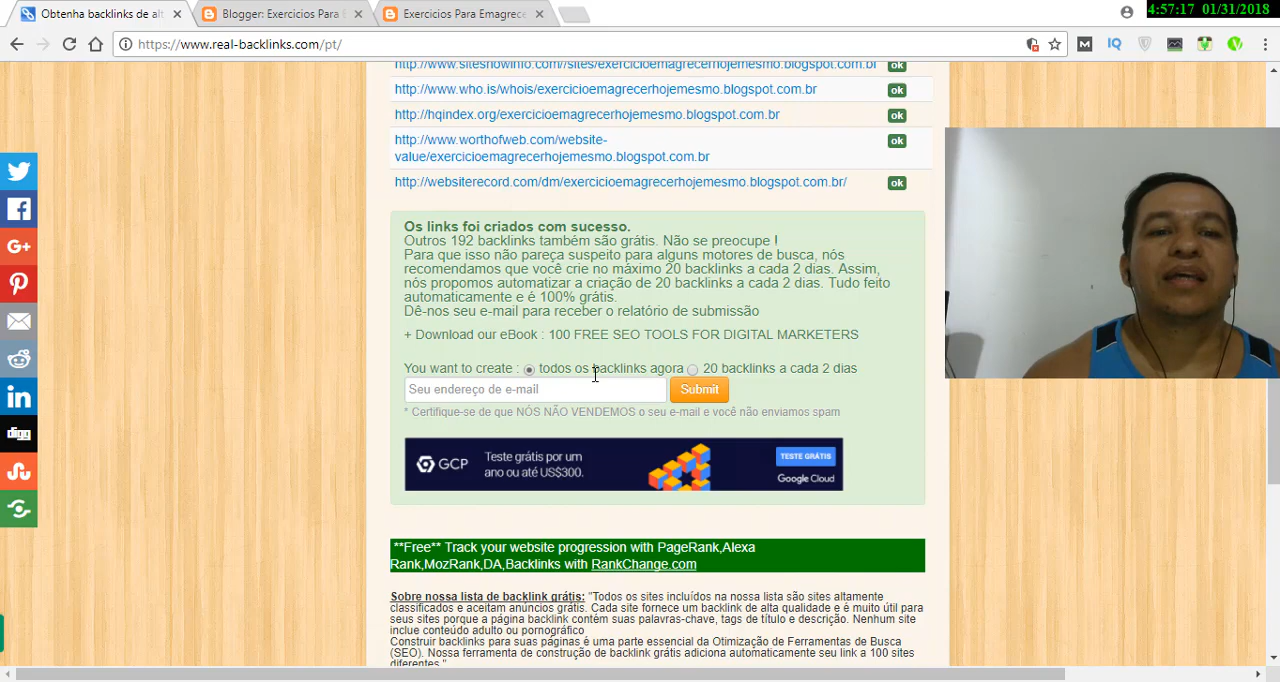 Obtenha backlinks de alt
Blogger: Exercicios Para E
Exercicios Para Emagrece
4:57:17 01/31/2018
https://www.real-backlinks.com/pt/
http://www.siteshowinfo.com//sites/exercicioemagrecerhojemesmo.blogspot.com.br
ok
http://www.who.is/whois/exercicioemagrecerhojemesmo.blogspot.com.br
ok
http://hqindex.org/exercicioemagrecerhojemesmo.blogspot.com.br
ok
http://www.worthofweb.com/website-
value/exercicioemagrecerhojemesmo.blogspot.com.br
ok
http://websiterecord.com/dm/exercicioemagrecerhojemesmo.blogspot.com.br/
ok
Os links foi criados com sucesso.
Outros 192 backlinks também são grátis. Não se preocupe !
Para que isso não pareça suspeito para alguns motores de busca, nós
recomendamos que você crie no máximo 20 backlinks a cada 2 dias. Assim,
nós propomos automatizar a criação de 20 backlinks a cada 2 dias. Tudo feito
automaticamente e é 100% grátis.
Dê-nos seu e-mail para receber o relatório de submissão
+ Download our eBook : 100 FREE SEO TOOLS FOR DIGITAL MARKETERS
You want to create : todos os backlinks agora 20 backlinks a cada 2 dias
Seu endereço de e-mail
Submit
* Certifique-se de que NÓS NÃO VENDEMOS o seu e-mail e você não enviamos spam
GCP
Teste grátis por um
ano ou até US$300.
TESTE GRÁTIS
Google Cloud
**Free** Track your website progression with PageRank,Alexa
Rank,MozRank,DA,Backlinks with RankChange.com
Sobre nossa lista de backlink grátis: "Todos os sites incluídos na nossa lista são sites altamente
classificados e aceitam anúncios grátis. Cada site fornece um backlink de alta qualidade e é muito útil para
seus sites porque a página backlink contém suas palavras-chave, tags de título e descrição. Nenhum site
inclue conteúdo adulto ou pornográfico
Construir backlinks para suas páginas é uma parte essencial da Otimização de Ferramentas de Busca
(SEO). Nossa ferramenta de construção de backlink grátis adiciona automaticamente seu link a 100 sites
diferentes."
G+
in
digg
M
IQ